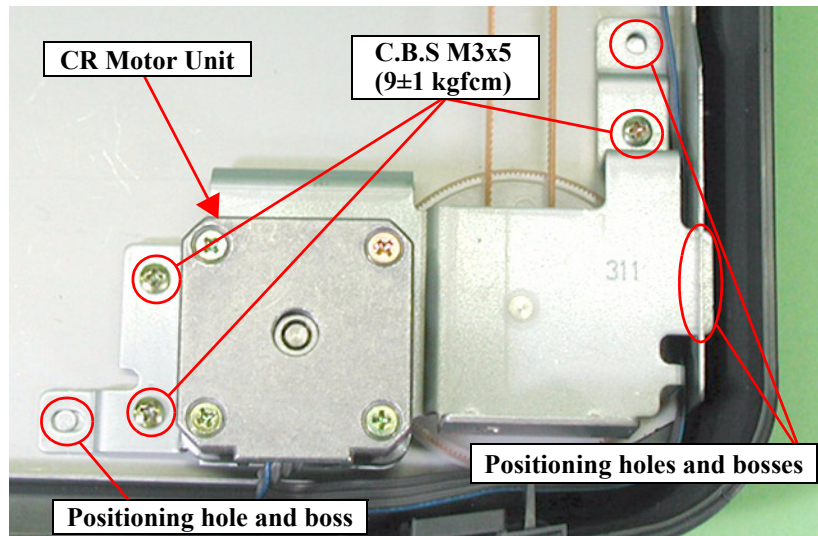 CR Motor Unit
C.B.S M3x5
(9±1 kgfcm)
311
Positioning holes and bosses
Positioning hole and boss